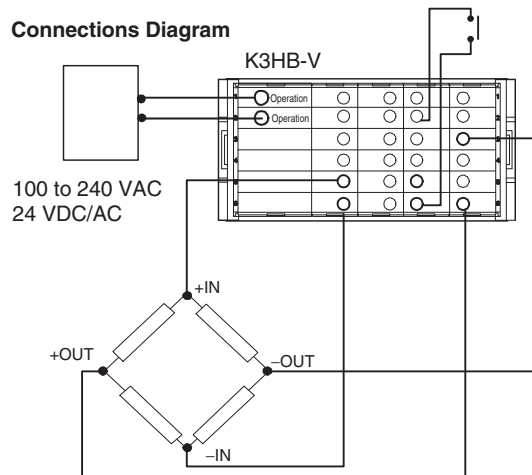 Connections Diagram
K3HB-V
Operation
Operation
100 to 240 VAC
24 VDC/AC
+IN
+OUT
−OUT
−IN